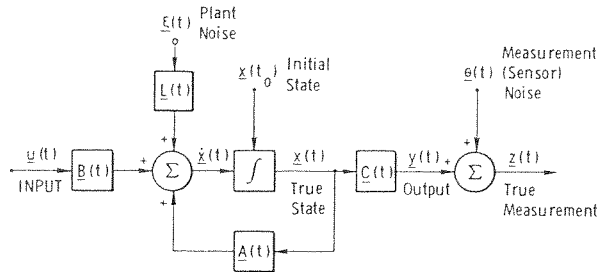 ξ(t) Plant
Noise
L(t)
x(t₀) Initial
State
Measurement
θ(t) (Sensor)
Noise
u(t)
INPUT
B(t)
+
+
+
Σ
ẋ(t)
∫
x(t)
True
State
C(t)
y(t)
Output
+
+
Σ
z(t)
True
Measurement
A(t)